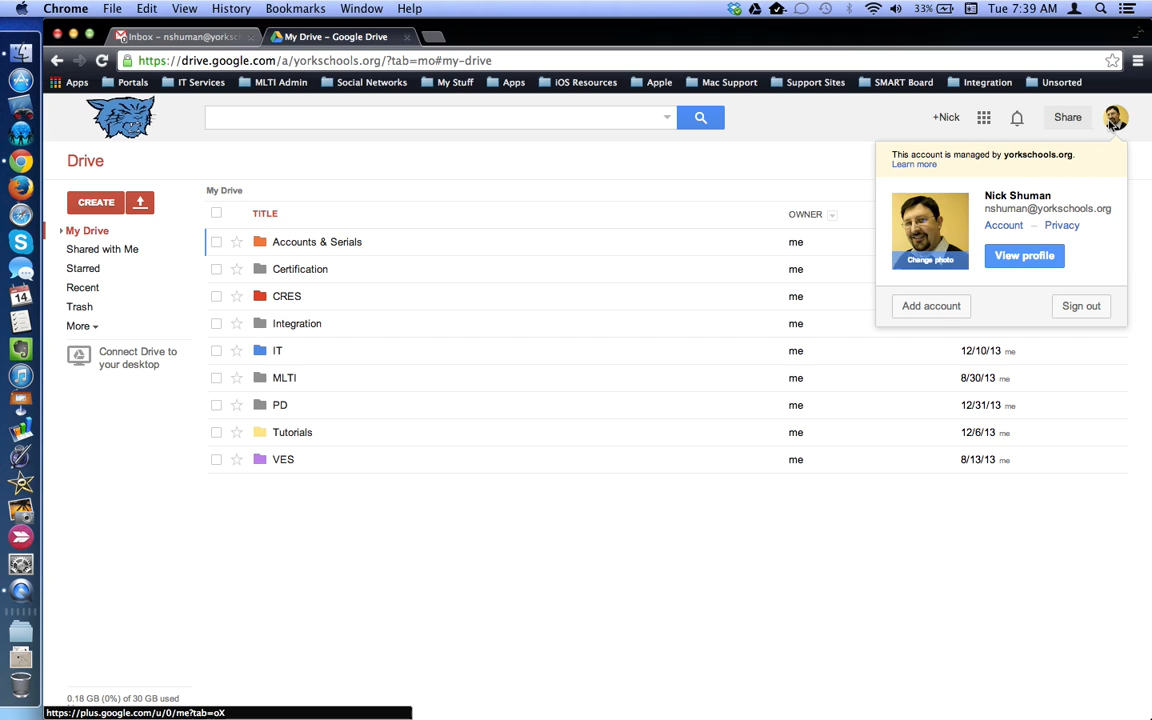 Chrome File Edit View History Bookmarks Window Help 33% Tue 7:39 AM
Inbox – nshuman@yorksch × My Drive – Google Drive ×
https://drive.google.com/a/yorkschools.org/?tab=mo#my-drive
Apps Portals IT Services MLTI Admin Social Networks My Stuff Apps iOS Resources Apple Mac Support Support Sites SMART Board Integration Unsorted
+Nick Share
Drive
CREATE
My Drive
Shared with Me
Starred
Recent
Trash
More
Connect Drive to
your desktop
0.18 GB (0%) of 30 GB used
My Drive
TITLE OWNER
Accounts & Serials me
Certification me
CRES me
Integration me
IT me 12/10/13 me
MLTI me 8/30/13 me
PD me 12/31/13 me
Tutorials me 12/6/13 me
VES me 8/13/13 me
This account is managed by yorkschools.org.
Learn more
Nick Shuman
nshuman@yorkschools.org
Account – Privacy
Change photo
View profile
Add account Sign out
14
https://plus.google.com/u/0/me?tab=oX